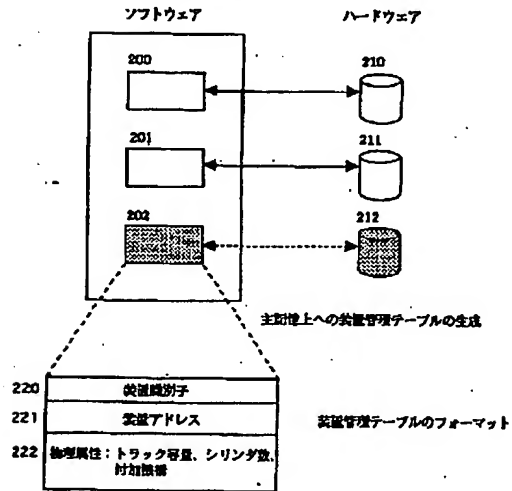 ソフトウェア
ハードウェア
200
210
201
211
202
212
主記憶上への装置管理テーブルの生成
220 装置識別子
221 装置アドレス
装置管理テーブルのフォーマット
222 物理属性：トラック容量、シリンダ数、
付加機構